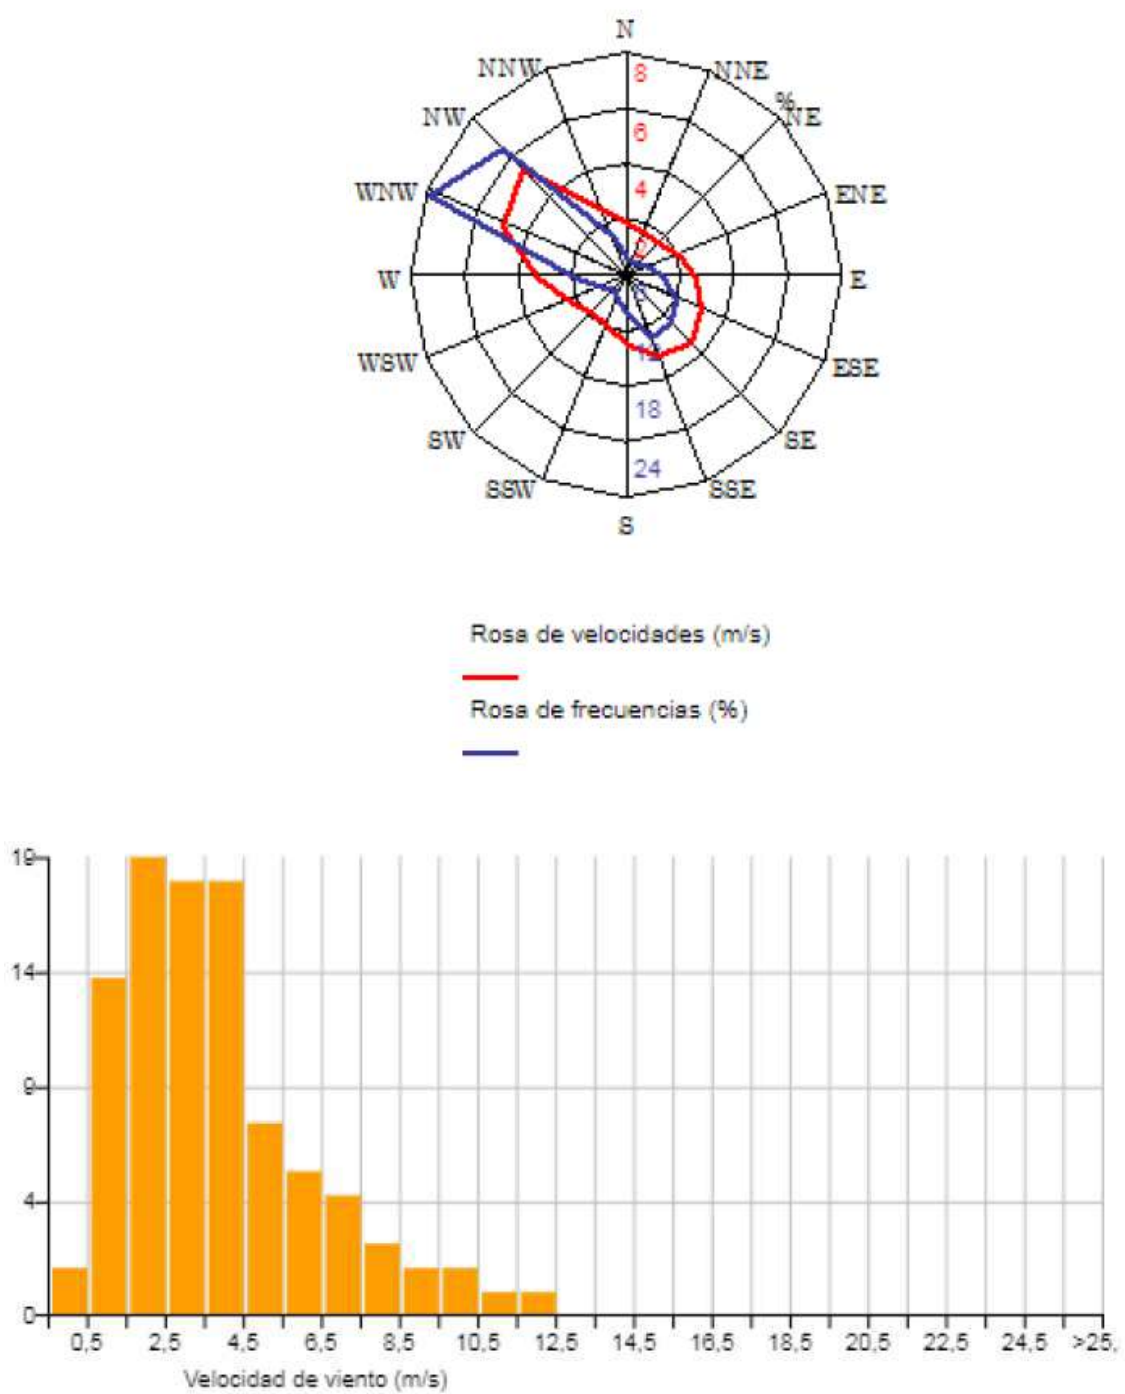 N
NNW
8
NNE
%
NW
NE
6
WNW
4
ENE
2
W
E
12
WSW
18
ESE
SW
SE
24
SSW
SSE
S
Rosa de velocidades (m/s)
Rosa de frecuencias (%)
19
14
9
4
0
0,5 2,5 4,5 6,5 8,5 10,5 12,5 14,5 16,5 18,5 20,5 22,5 24,5 >25,
Velocidad de viento (m/s)